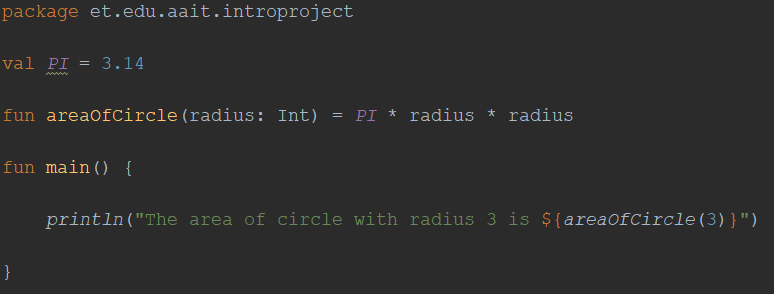 package et.edu.aait.introproject
val PI = 3.14
fun areaOfCircle(radius: Int) = PI * radius * radius
fun main() {
    println("The area of circle with radius 3 is ${areaOfCircle(3)}")
}